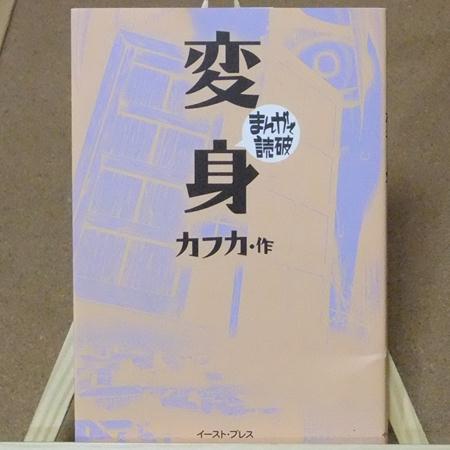 変身
まんがで
読破
カフカ・作
イースト・プレス